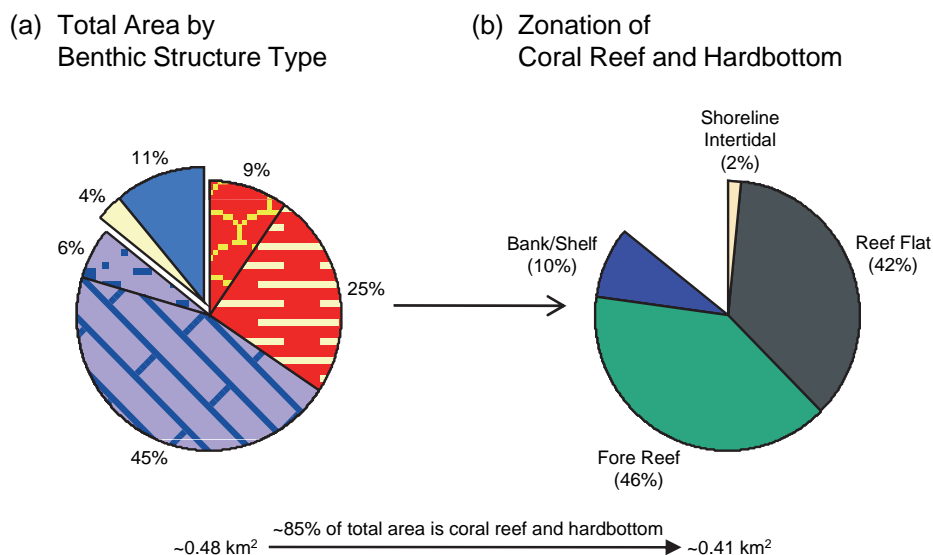 (a) Total Area by
Benthic Structure Type
(b) Zonation of
Coral Reef and Hardbottom
11%
9%
4%
6%
25%
45%
Shoreline
Intertidal
(2%)
Bank/Shelf
(10%)
Reef Flat
(42%)
Fore Reef
(46%)
~85% of total area is coral reef and hardbottom
~0.48 km²
~0.41 km²